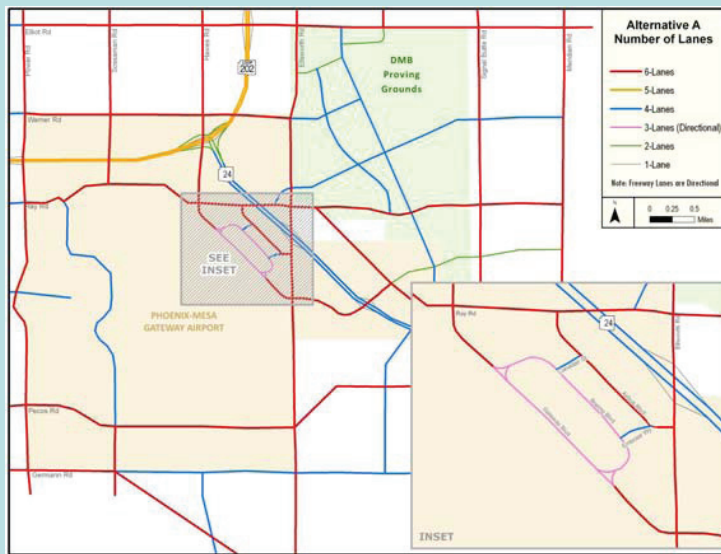 Alternative A
Number of Lanes
6-Lanes
5-Lanes
4-Lanes
3-Lanes (Directional)
2-Lanes
1-Lane
Note: Freeway Lanes are Directional
N
0 0.25 0.5
Miles
Elliot Rd
Power Rd
Sossaman Rd
Hawes Rd
202
Ellsworth Rd
DMB
Proving
Grounds
Signal Butte Rd
Meridian Rd
Warner Rd
24
Ray Rd
SEE
INSET
PHOENIX-MESA
GATEWAY AIRPORT
Pecos Rd
Germann Rd
Ray Rd
24
Ellsworth Rd
INSET